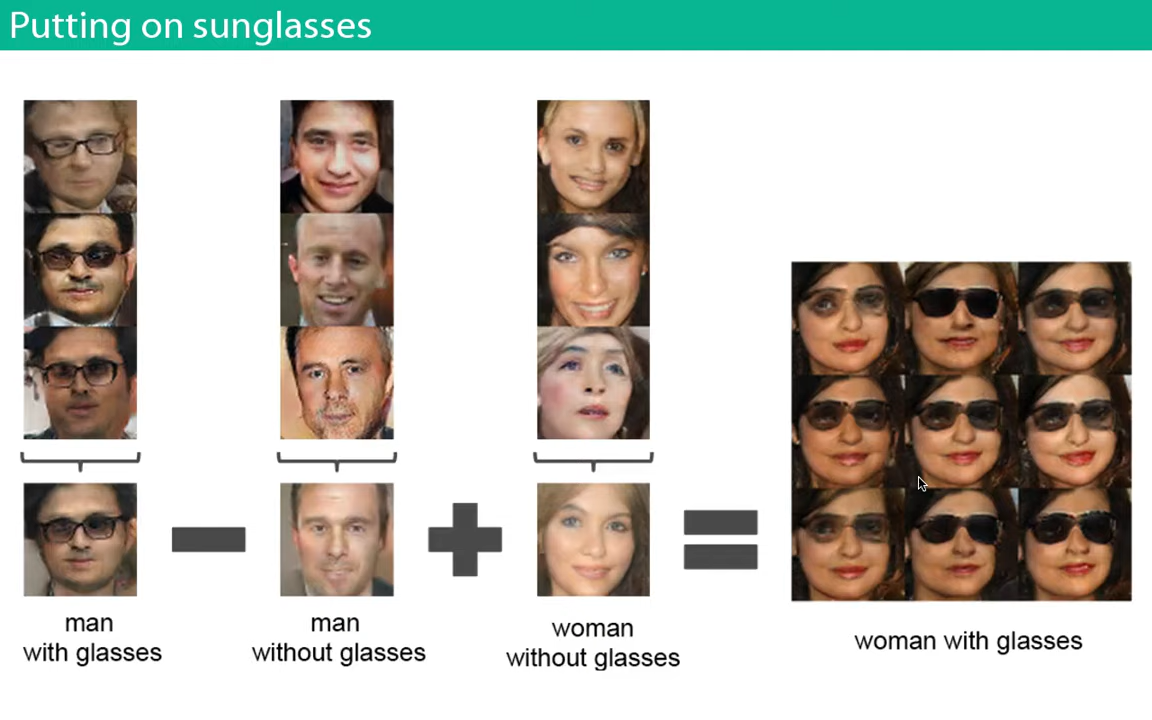 Putting on sunglasses
man
with glasses
man
without glasses
woman
without glasses
woman with glasses